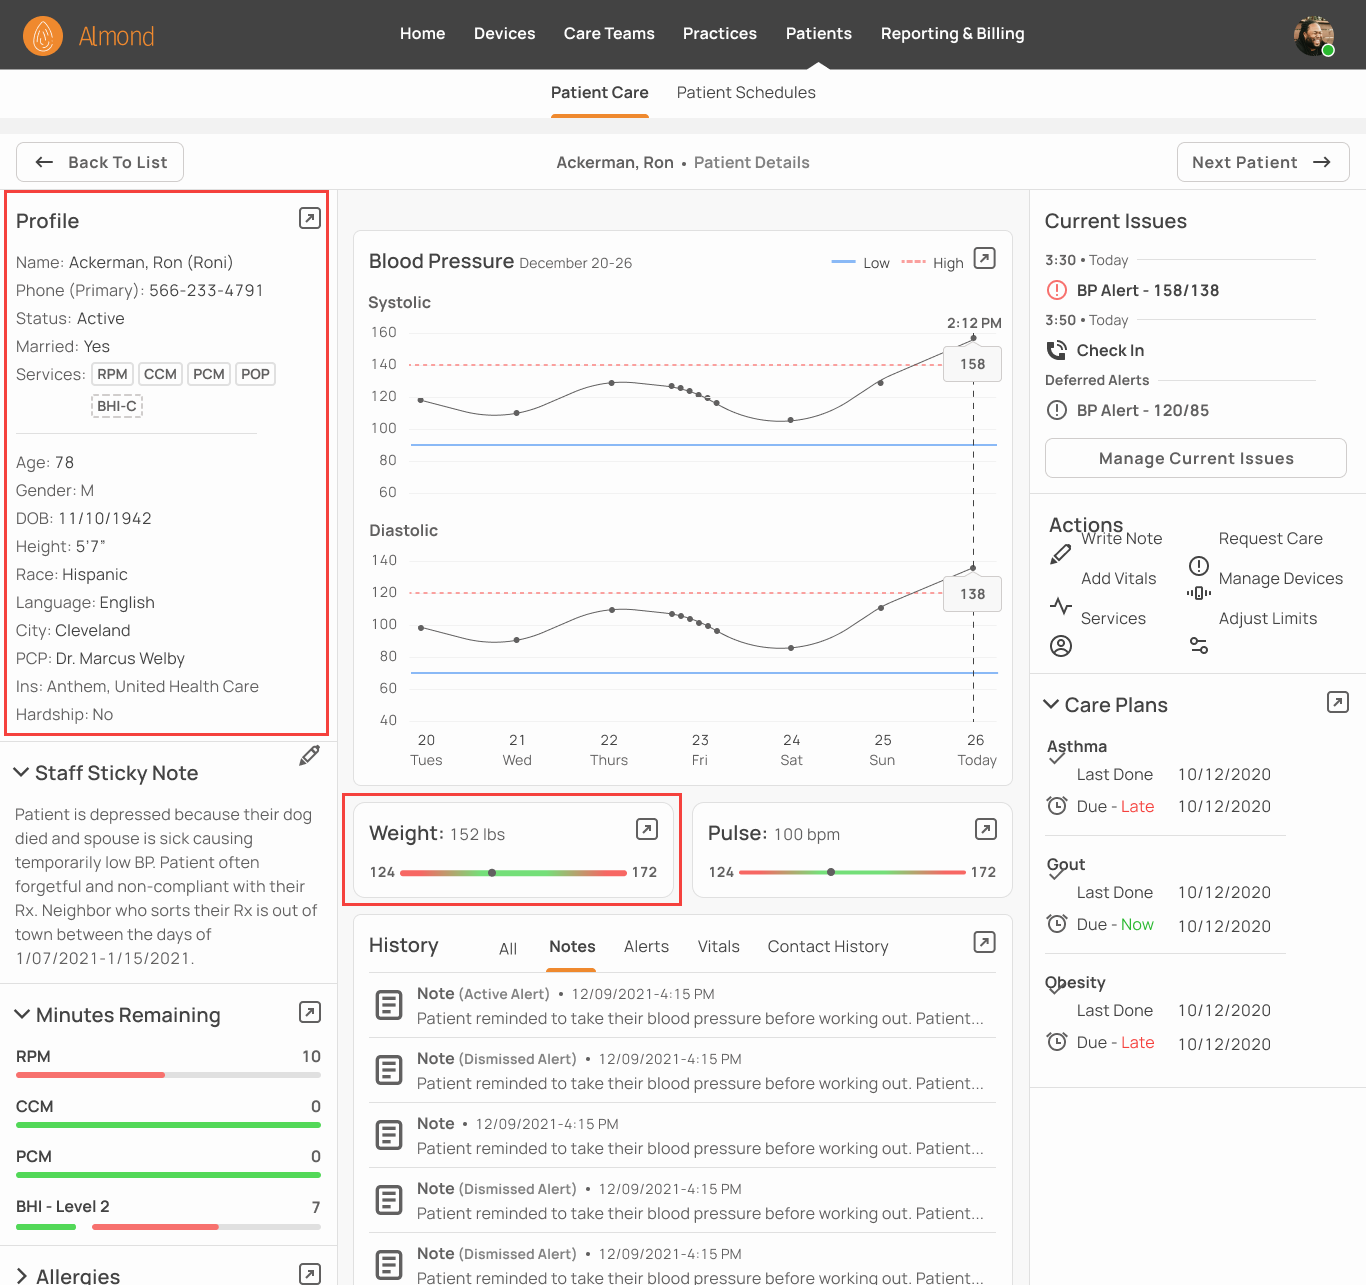 Almond
Home Devices Care Teams Practices Patients Reporting & Billing
Patient Care Patient Schedules
Back To List
Ackerman, Ron • Patient Details
Next Patient
Profile
Name: Ackerman, Ron (Roni)
Phone (Primary): 566-233-4791
Status: Active
Married: Yes
Services: RPM CCM PCM POP
BHI-C
Age: 78
Gender: M
DOB: 11/10/1942
Height: 5'7”
Race: Hispanic
Language: English
City: Cleveland
PCP: Dr. Marcus Welby
Ins: Anthem, United Health Care
Hardship: No
Staff Sticky Note
Patient is depressed because their dog
died and spouse is sick causing
temporarily low BP. Patient often
forgetful and non-compliant with their
Rx. Neighbor who sorts their Rx is out of
town between the days of
1/07/2021-1/15/2021.
Minutes Remaining
RPM 10
CCM 0
PCM 0
BHI - Level 2 7
Allergies
Blood Pressure December 20-26
Low High
Systolic
2:12 PM
160
140
120
100
80
60
158
Diastolic
140
120
100
80
60
40
138
20 21 22 23 24 25 26
Tues Wed Thurs Fri Sat Sun Today
Weight: 152 lbs
124 172
Pulse: 100 bpm
124 172
History All Notes Alerts Vitals Contact History
Note (Active Alert) • 12/09/2021-4:15 PM
Patient reminded to take their blood pressure before working out. Patient...
Note (Dismissed Alert) • 12/09/2021-4:15 PM
Patient reminded to take their blood pressure before working out. Patient...
Note • 12/09/2021-4:15 PM
Patient reminded to take their blood pressure before working out. Patient...
Note (Dismissed Alert) • 12/09/2021-4:15 PM
Patient reminded to take their blood pressure before working out. Patient...
Note (Dismissed Alert) • 12/09/2021-4:15 PM
Patient reminded to take their blood pressure before working out. Patient...
Current Issues
3:30 • Today
BP Alert - 158/138
3:50 • Today
Check In
Deferred Alerts
BP Alert - 120/85
Manage Current Issues
Actions
Write Note Request Care
Add Vitals Manage Devices
Services Adjust Limits
Care Plans
Asthma
Last Done 10/12/2020
Due - Late 10/12/2020
Gout
Last Done 10/12/2020
Due - Now 10/12/2020
Obesity
Last Done 10/12/2020
Due - Late 10/12/2020